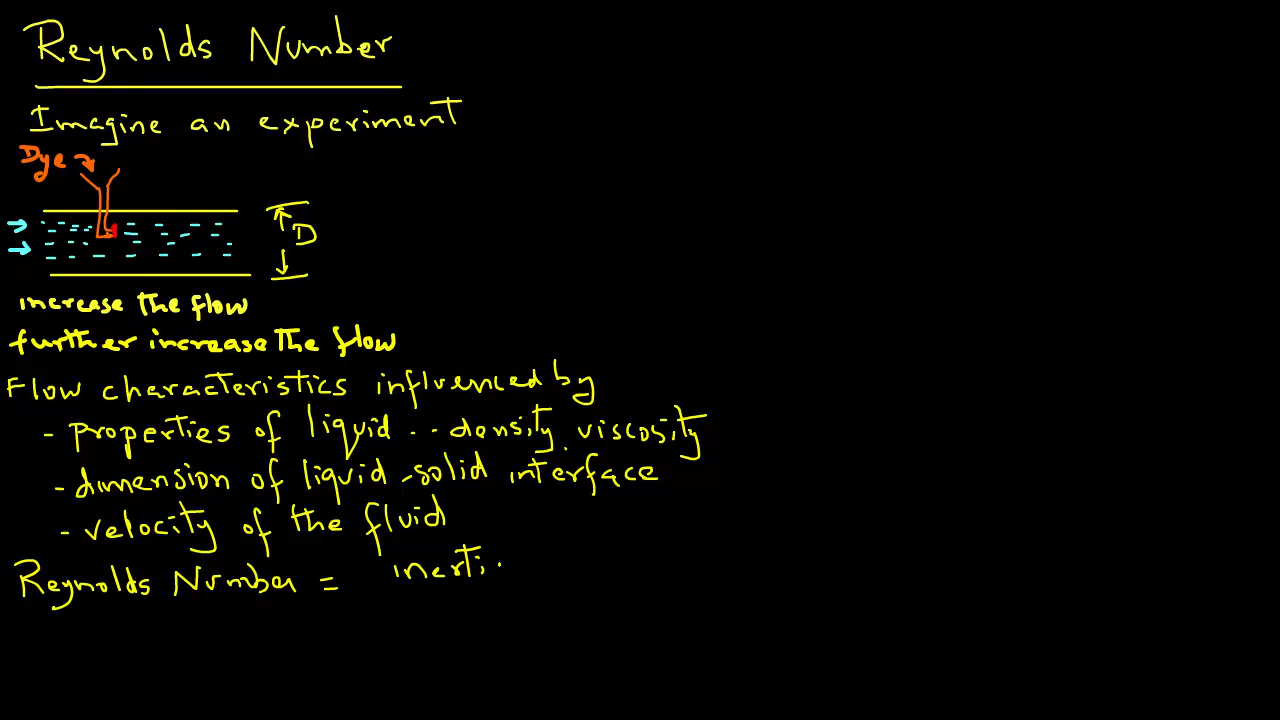 Reynolds Number
Imagine an experiment
Dye
D
increase the flow
further increase the flow
Flow characteristics influenced by
- properties of liquid .. density, viscosity
- dimension of liquid-solid interface
- velocity of the fluid
Reynolds Number = inerti